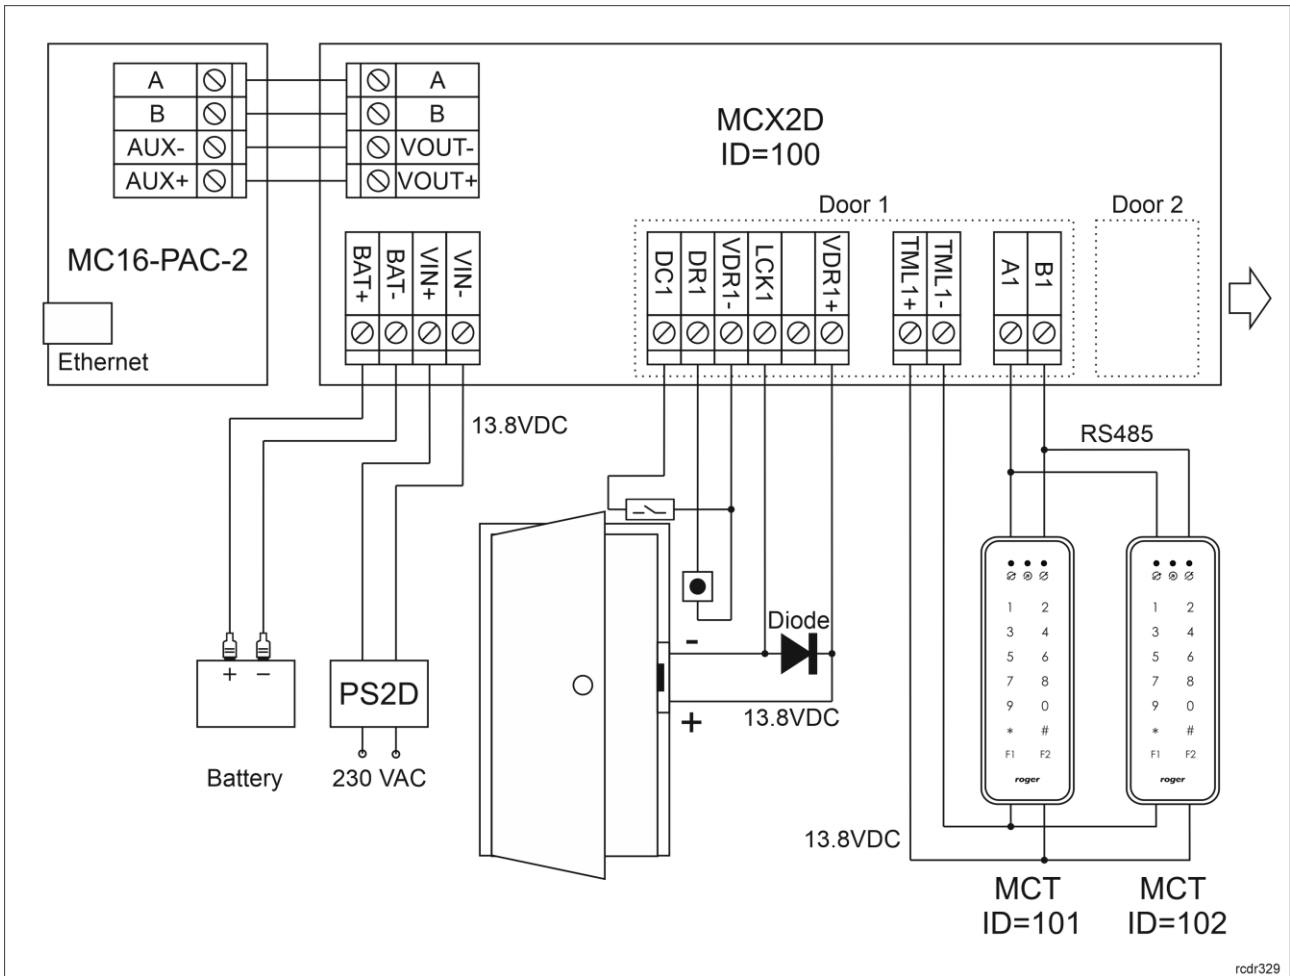 A
B
AUX-
AUX+
A
B
VOUT-
VOUT+
MC16-PAC-2
Ethernet
MCX2D
ID=100
Door 1
Door 2
BAT+
BAT-
VIN+
VIN-
DC1
DR1
VDR1-
LCK1
VDR1+
TML1+
TML1-
A1
B1
13.8VDC
RS485
+ −
Battery
PS2D
230 VAC
-
Diode
+
13.8VDC
1 2
3 4
5 6
7 8
9 0
* #
F1 F2
roger
1 2
3 4
5 6
7 8
9 0
* #
F1 F2
roger
13.8VDC
MCT
ID=101
MCT
ID=102
rcdr329